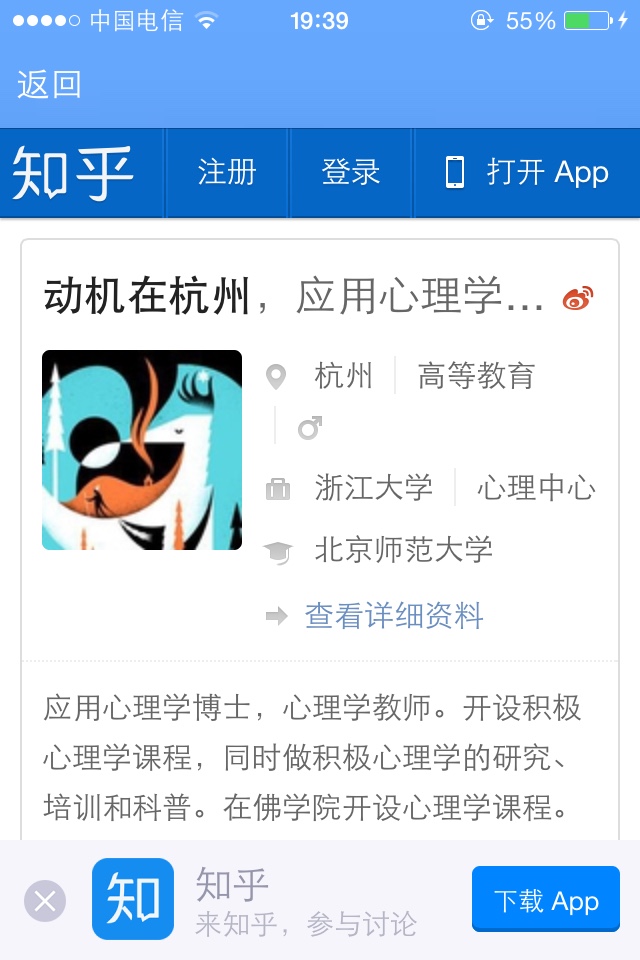 中国电信 19:39 55%
返回
知乎 注册 登录 打开 App
动机在杭州，应用心理学...
杭州 高等教育
浙江大学 心理中心
北京师范大学
查看详细资料
应用心理学博士，心理学教师。开设积极
心理学课程，同时做积极心理学的研究、
培训和科普。在佛学院开设心理学课程。
知 知乎 下载 App
来知乎，参与讨论